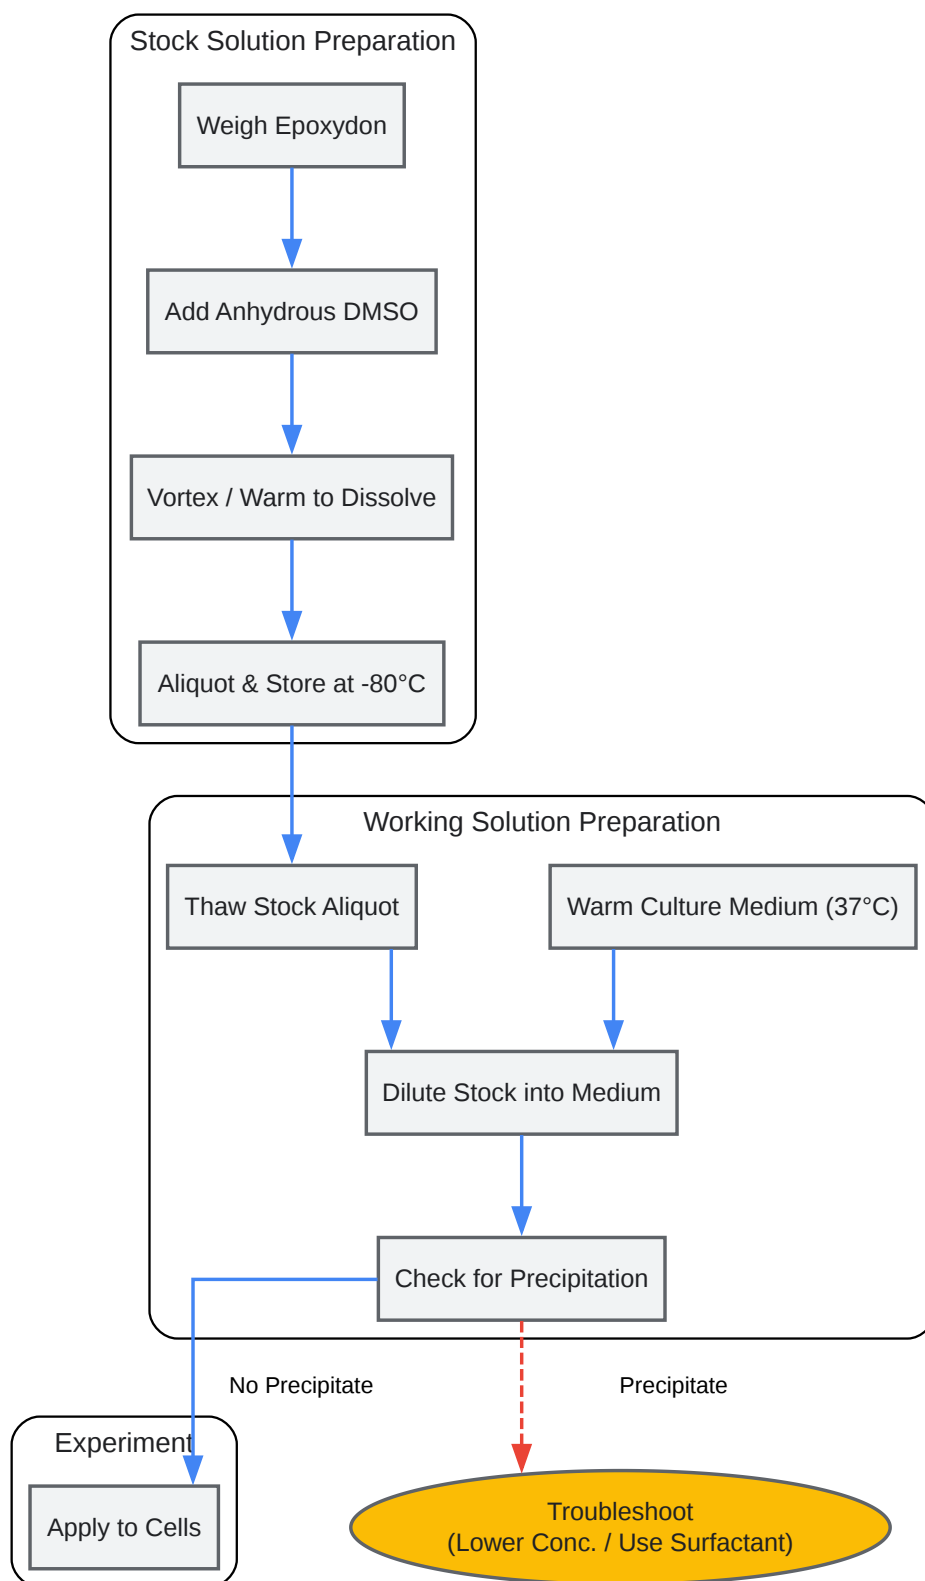 Stock Solution Preparation
Weigh Epoxydon
Add Anhydrous DMSO
Vortex / Warm to Dissolve
Aliquot & Store at -80°C
Working Solution Preparation
Thaw Stock Aliquot
Warm Culture Medium (37°C)
Dilute Stock into Medium
Check for Precipitation
No Precipitate
Precipitate
Experiment
Apply to Cells
Troubleshoot
(Lower Conc. / Use Surfactant)